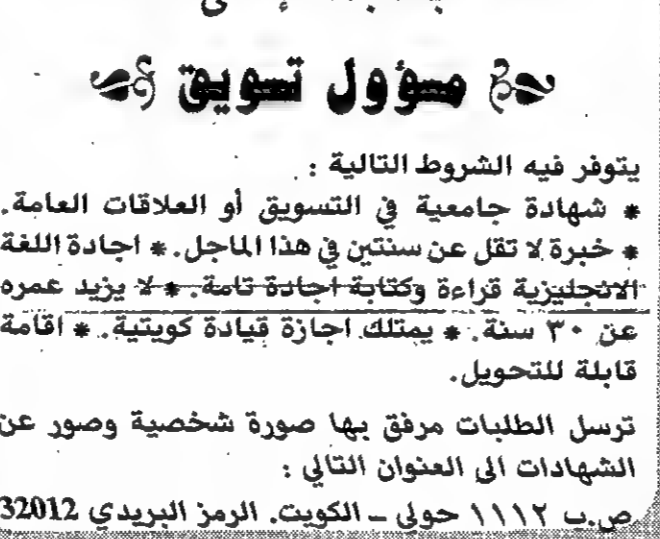 مسؤول تسويق
يتوفر فيه الشروط التالية :
* شهادة جامعية في التسويق أو العلاقات العامة.
* خبرة لا تقل عن سنتين في هذا الماجل. * اجادة اللغة
الانجليزية قراءة وكتابة اجادة تامة. * لا يزيد عمره
عن ٣٠ سنة. * يمتلك اجازة قيادة كويتية. * اقامة
قابلة للتحويل.
ترسل الطلبات مرفق بها صورة شخصية وصور عن
الشهادات الى العنوان التالي :
ص.ب ١١١٢ حولي - الكويت. الرمز البريدي 32012